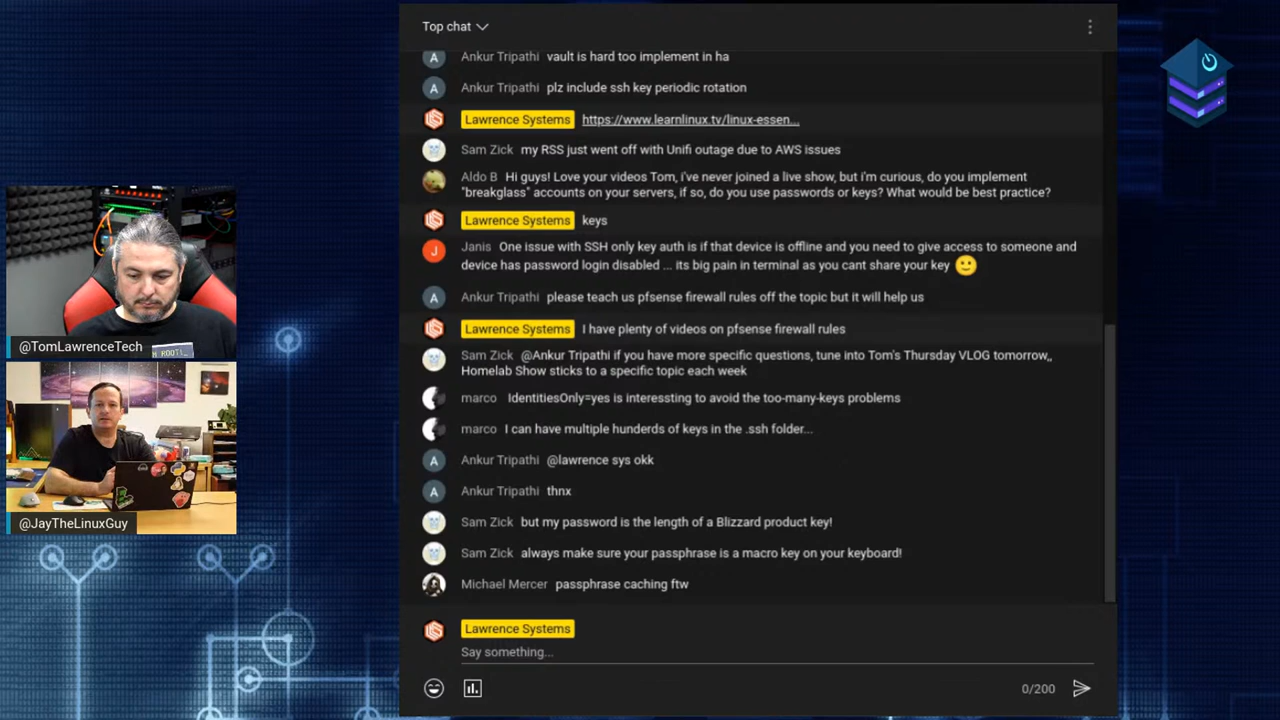 Top chat
Ankur Tripathi vault is hard too implement in ha
Ankur Tripathi plz include ssh key periodic rotation
Lawrence Systems https://www.learnlinux.tv/linux-essen...
Sam Zick my RSS just went off with Unifi outage due to AWS issues
Aldo B Hi guys! Love your videos Tom, i've never joined a live show, but i'm curious, do you implement
"breakglass" accounts on your servers, if so, do you use passwords or keys? What would be best practice?
Lawrence Systems keys
Janis One issue with SSH only key auth is if that device is offline and you need to give access to someone and
device has password login disabled ... its big pain in terminal as you cant share your key 🙂
Ankur Tripathi please teach us pfsense firewall rules off the topic but it will help us
Lawrence Systems I have plenty of videos on pfsense firewall rules
Sam Zick @Ankur Tripathi if you have more specific questions, tune into Tom's Thursday VLOG tomorrow,,
Homelab Show sticks to a specific topic each week
marco IdentitiesOnly=yes is interessting to avoid the too-many-keys problems
marco I can have multiple hunderds of keys in the .ssh folder...
Ankur Tripathi @lawrence sys okk
Ankur Tripathi thnx
Sam Zick but my password is the length of a Blizzard product key!
Sam Zick always make sure your passphrase is a macro key on your keyboard!
Michael Mercer passphrase caching ftw
Lawrence Systems
Say something...
0/200
@TomLawrenceTech
@JayTheLinuxGuy